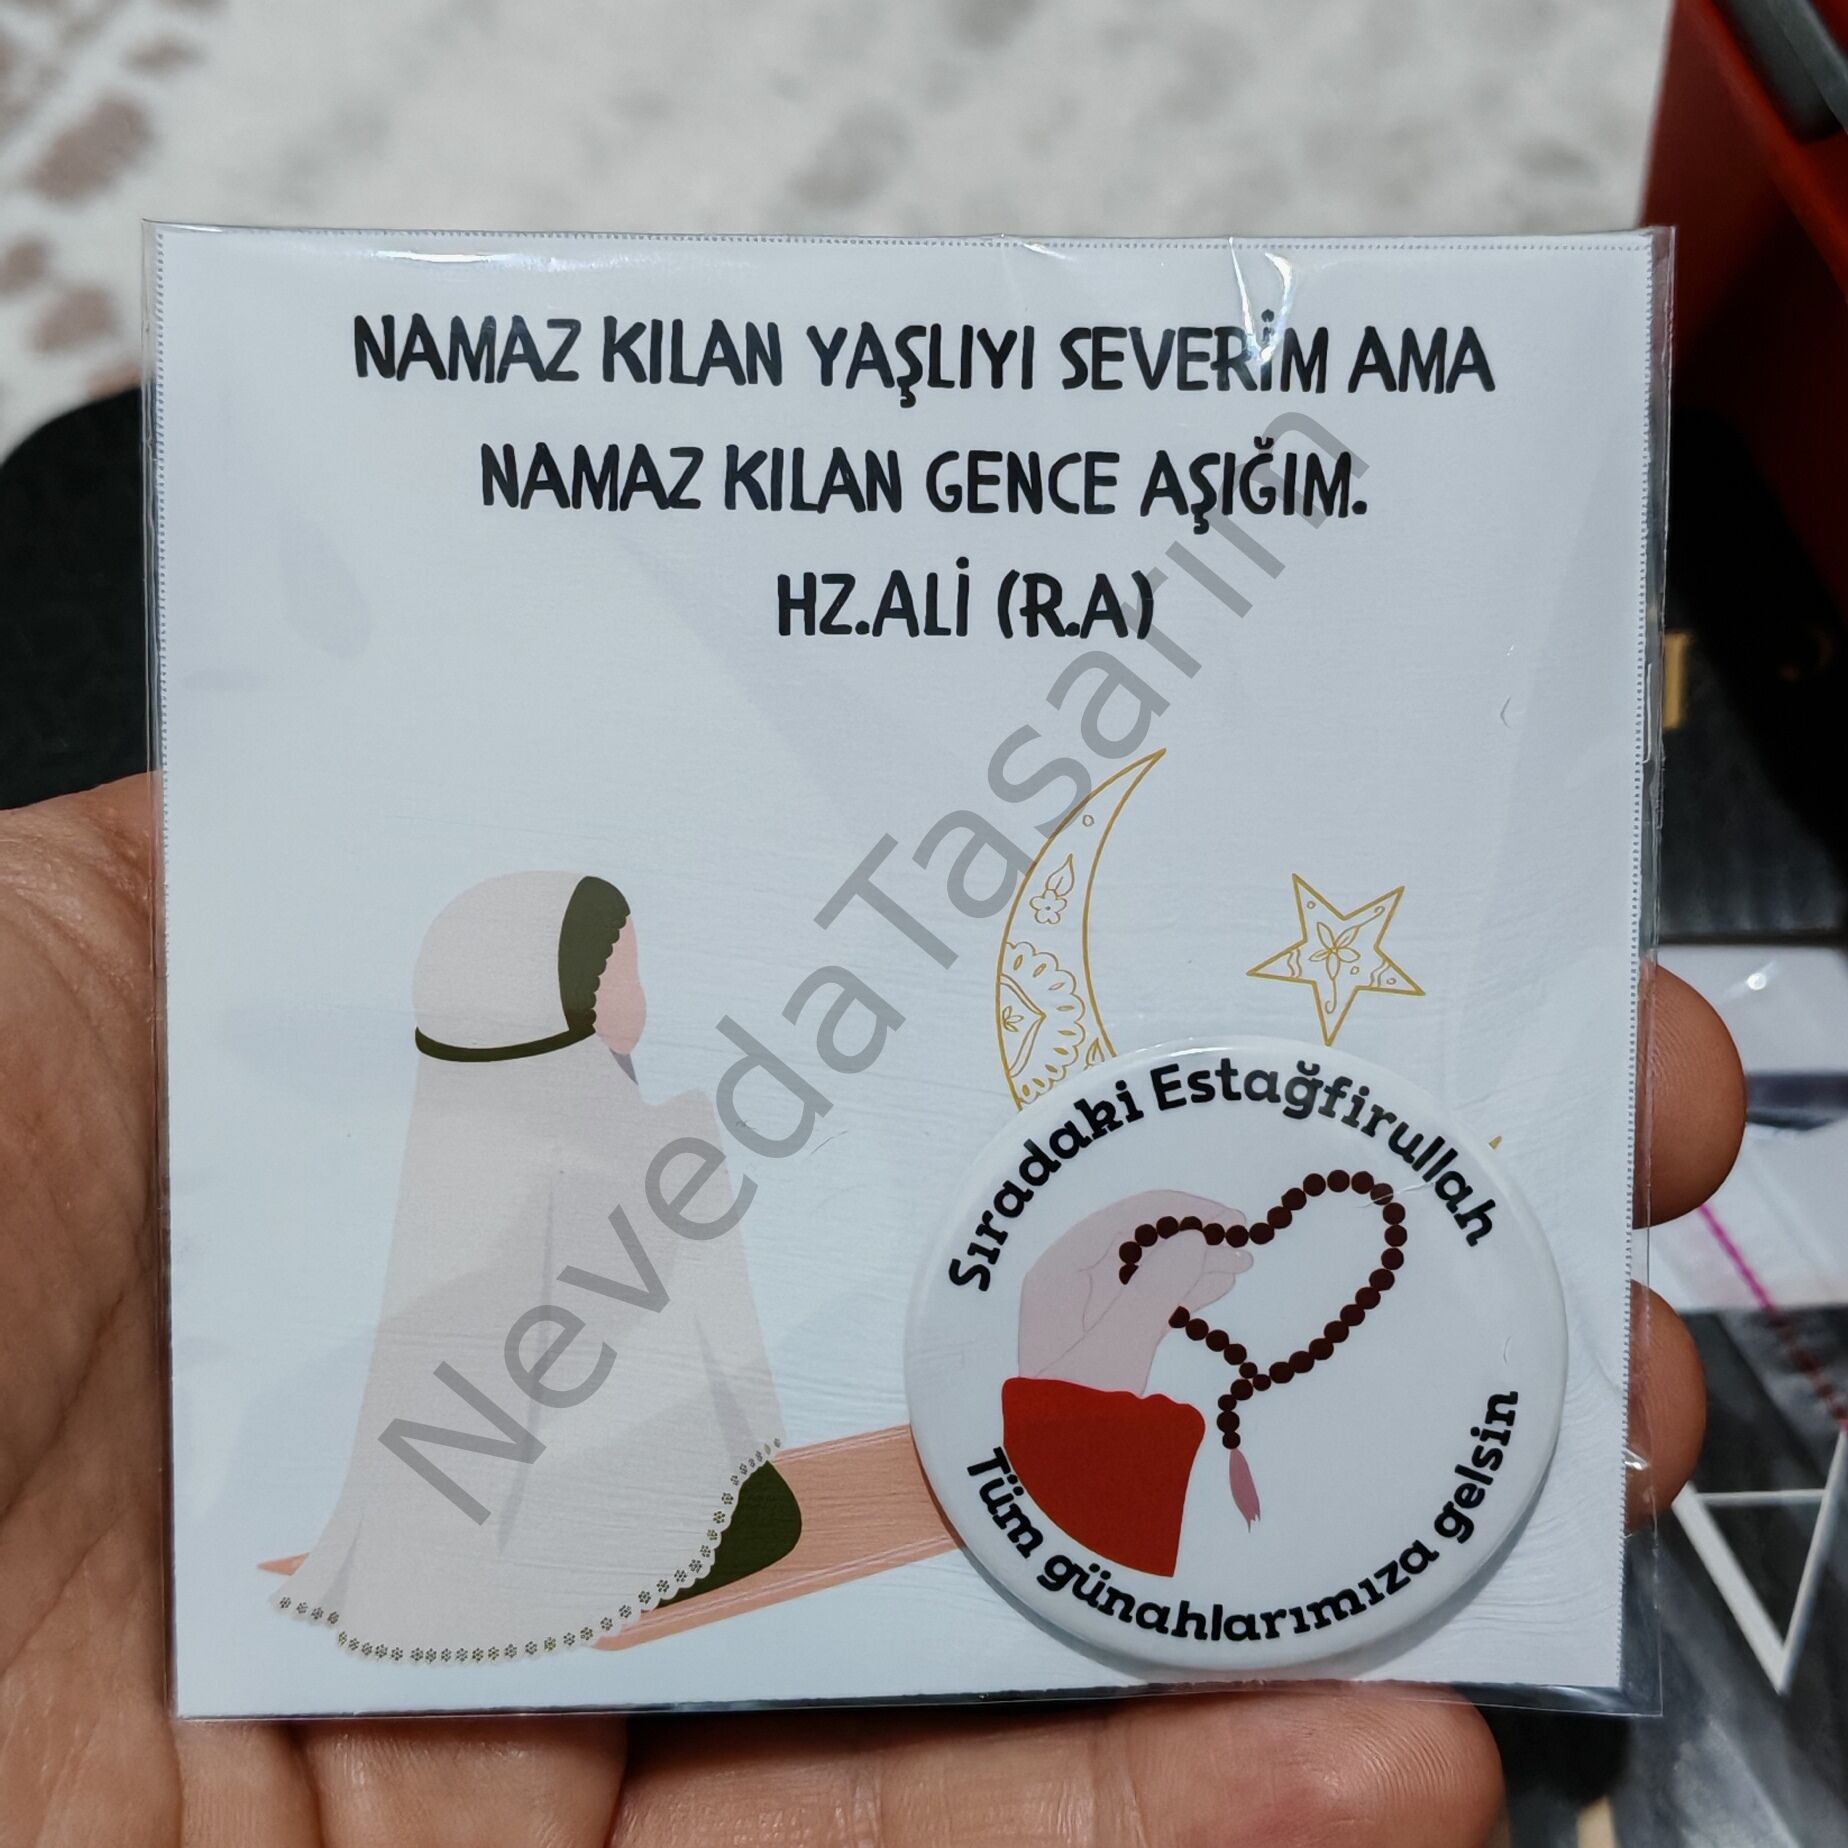 NAMAZ KILAN YAŞLIYI SEVERİM AMA
NAMAZ KILAN GENCE AŞIĞIM.
HZ.ALİ (R.A)
Sıradaki Estağfirullah
Tüm günahlarımıza gelsin
NevedaTasarım